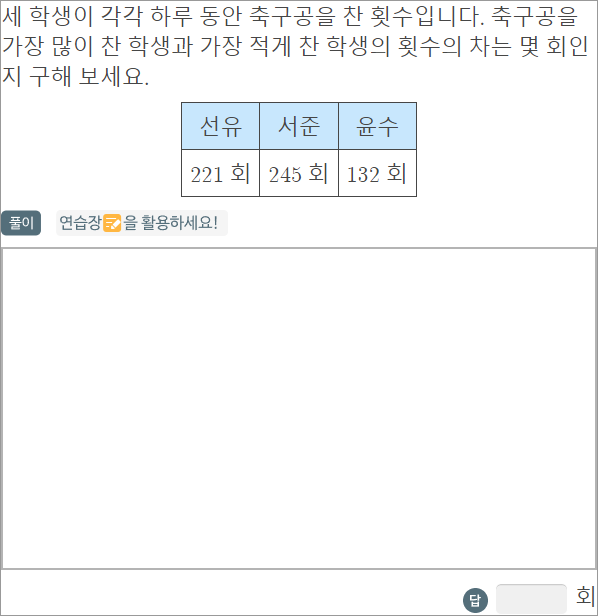 세 학생이 각각 하루 동안 축구공을 찬 횟수입니다. 축구공을
가장 많이 찬 학생과 가장 적게 찬 학생의 횟수의 차는 몇 회인
지 구해 보세요.
선유 서준 윤수
221 회 245 회 132 회
풀이 연습장을 활용하세요!
답 회